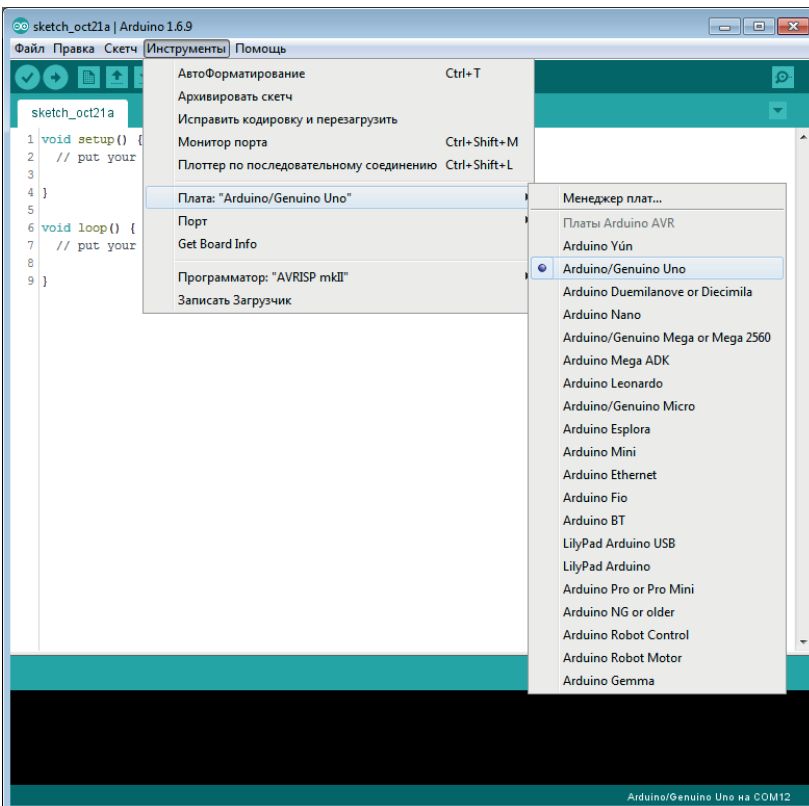 sketch_oct21a | Arduino 1.6.9
Файл Правка Скетч Инструменты Помощь
sketch_oct21a
1 void setup() {
2 // put your
3
4 }
5
6 void loop() {
7 // put your
8
9 }
АвтоФорматирование Ctrl+T
Архивировать скетч
Исправить кодировку и перезагрузить
Монитор порта Ctrl+Shift+M
Плоттер по последовательному соединению Ctrl+Shift+L
Плата: "Arduino/Genuino Uno"
Порт
Get Board Info
Программатор: "AVRISP mkII"
Записать Загрузчик
Менеджер плат...
Платы Arduino AVR
Arduino Yún
Arduino/Genuino Uno
Arduino Duemilanove or Diecimila
Arduino Nano
Arduino/Genuino Mega or Mega 2560
Arduino Mega ADK
Arduino Leonardo
Arduino/Genuino Micro
Arduino Esplora
Arduino Mini
Arduino Ethernet
Arduino Fio
Arduino BT
LilyPad Arduino USB
LilyPad Arduino
Arduino Pro or Pro Mini
Arduino NG or older
Arduino Robot Control
Arduino Robot Motor
Arduino Gemma
Arduino/Genuino Uno на COM12